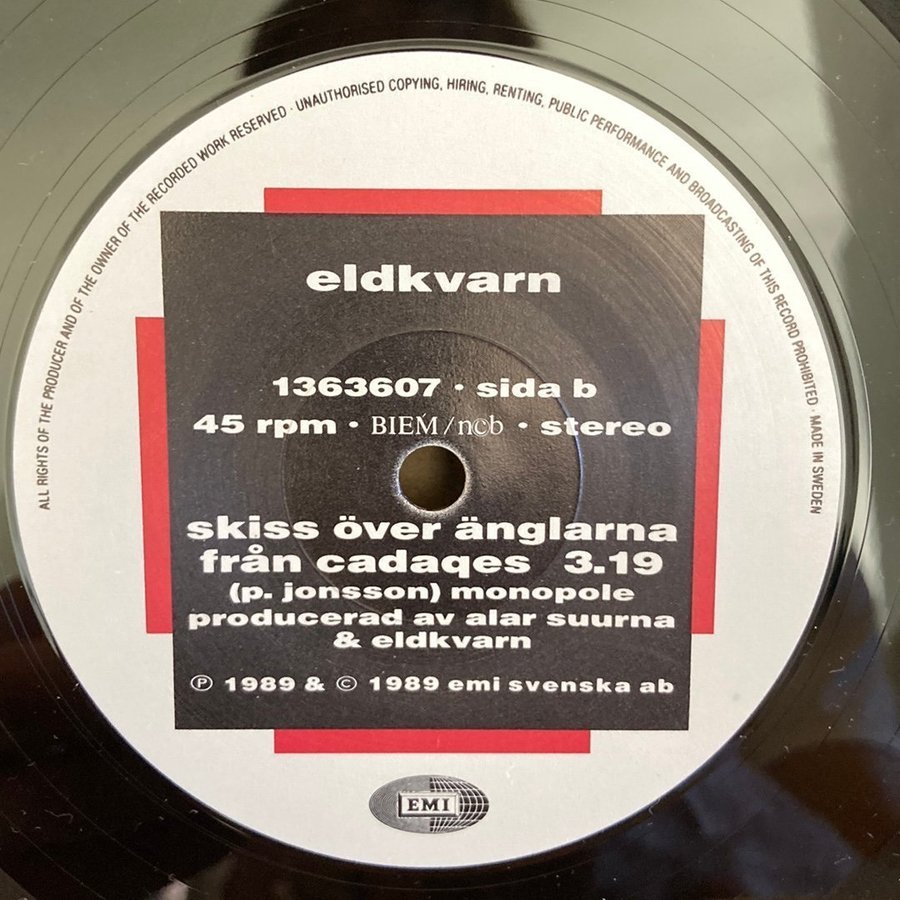 ALL RIGHTS OF THE PRODUCER AND OF THE OWNER OF THE RECORDED WORK RESERVED · UNAUTHORISED COPYING, HIRING, RENTING, PUBLIC PERFORMANCE AND BROADCASTING OF THIS RECORD PROHIBITED · MADE IN SWEDEN
eldkvarn
1363607 · sida b
45 rpm · BIEM/ncb · stereo
skiss över änglarna
från cadaqes 3.19
(p. jonsson) monopole
producerad av alar suurna
& eldkvarn
℗ 1989 & © 1989 emi svenska ab
EMI